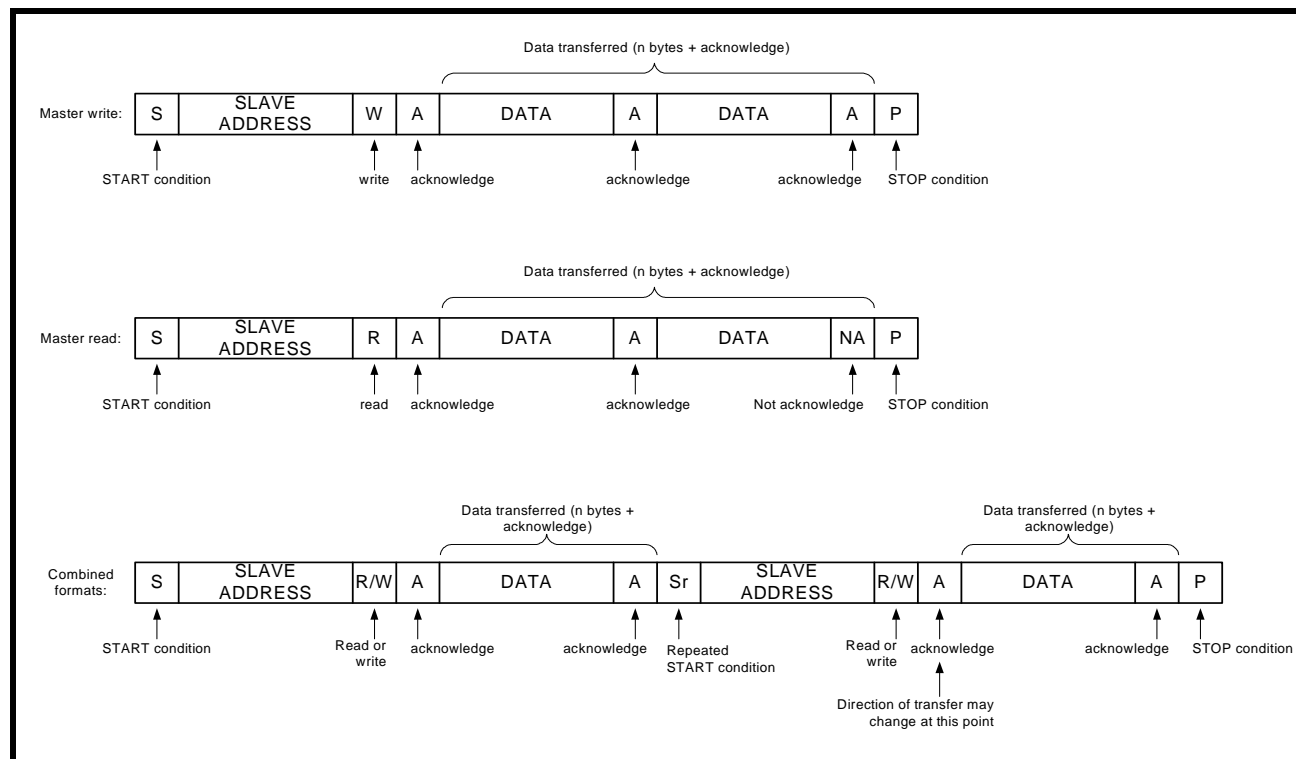 Data transferred (n bytes + acknowledge)
Master write:
S
SLAVE
ADDRESS
W
A
DATA
A
DATA
A
P
START condition
write
acknowledge
acknowledge
acknowledge
STOP condition
Data transferred (n bytes + acknowledge)
Master read:
S
SLAVE
ADDRESS
R
A
DATA
A
DATA
NA
P
START condition
read
acknowledge
acknowledge
Not acknowledge
STOP condition
Data transferred (n bytes +
acknowledge)
Data transferred (n bytes +
acknowledge)
Combined
formats:
S
SLAVE
ADDRESS
R/W
A
DATA
A
Sr
SLAVE
ADDRESS
R/W
A
DATA
A
P
START condition
Read or
write
acknowledge
acknowledge
Repeated
START condition
Read or
write
acknowledge
acknowledge
STOP condition
Direction of transfer may
change at this point